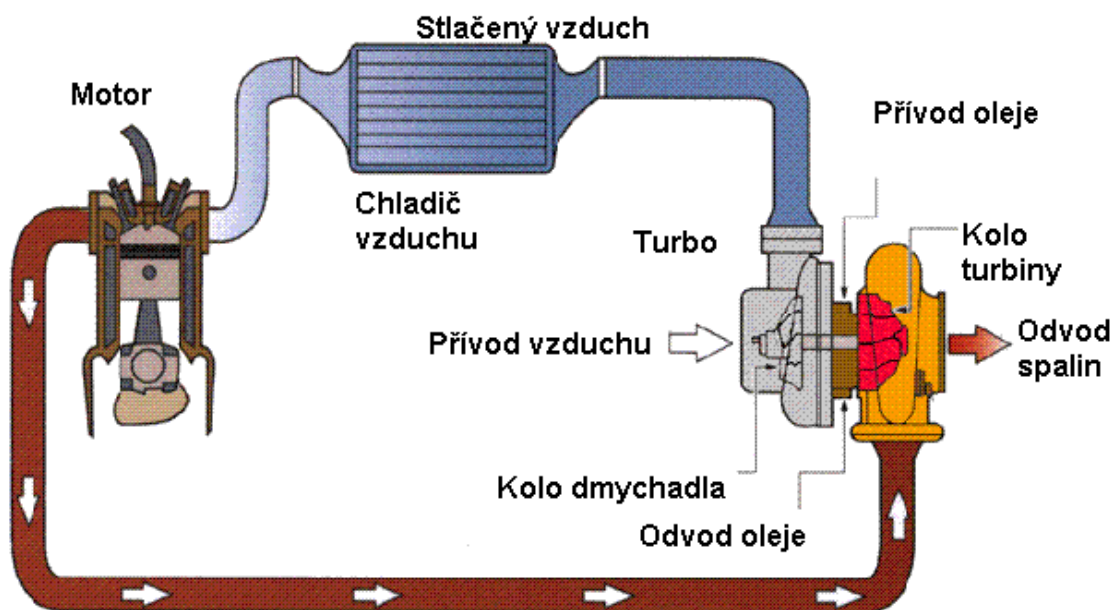 Stlačený vzduch
Motor
Přívod oleje
Chladič
vzduchu
Turbo
Kolo
turbiny
Přívod vzduchu
Odvod
spalin
Kolo dmychadla
Odvod oleje